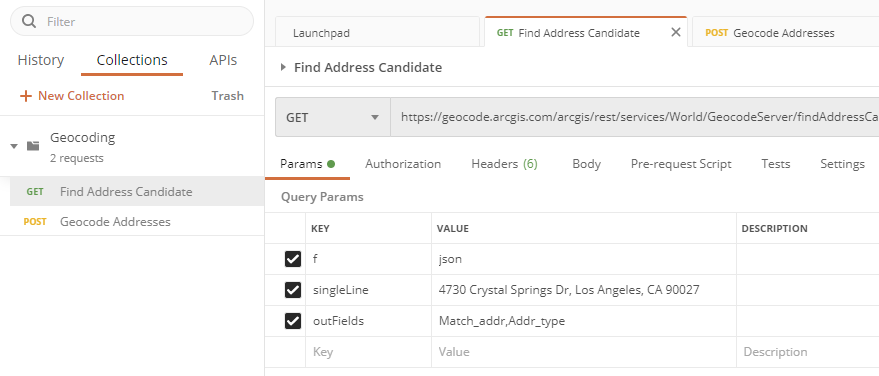 Filter
History Collections APIs
+ New Collection Trash
Geocoding
2 requests
GET Find Address Candidate
POST Geocode Addresses
Launchpad GET Find Address Candidate POST Geocode Addresses
Find Address Candidate
GET https://geocode.arcgis.com/arcgis/rest/services/World/GeocodeServer/findAddressCa
Params Authorization Headers (6) Body Pre-request Script Tests Settings
Query Params
KEY VALUE DESCRIPTION
f json
singleLine 4730 Crystal Springs Dr, Los Angeles, CA 90027
outFields Match_addr,Addr_type
Key Value Description